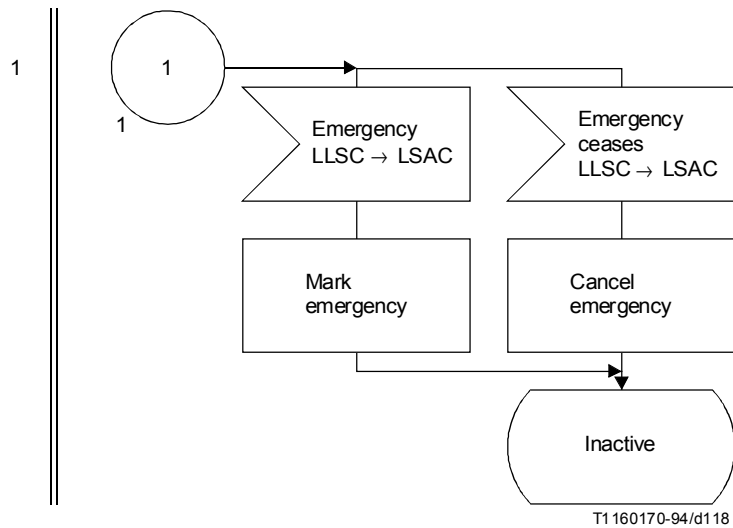 1
1
1
Emergency
LLSC → LSAC
Emergency
ceases
LLSC → LSAC
Mark
emergency
Cancel
emergency
Inactive
T1160170-94/d118